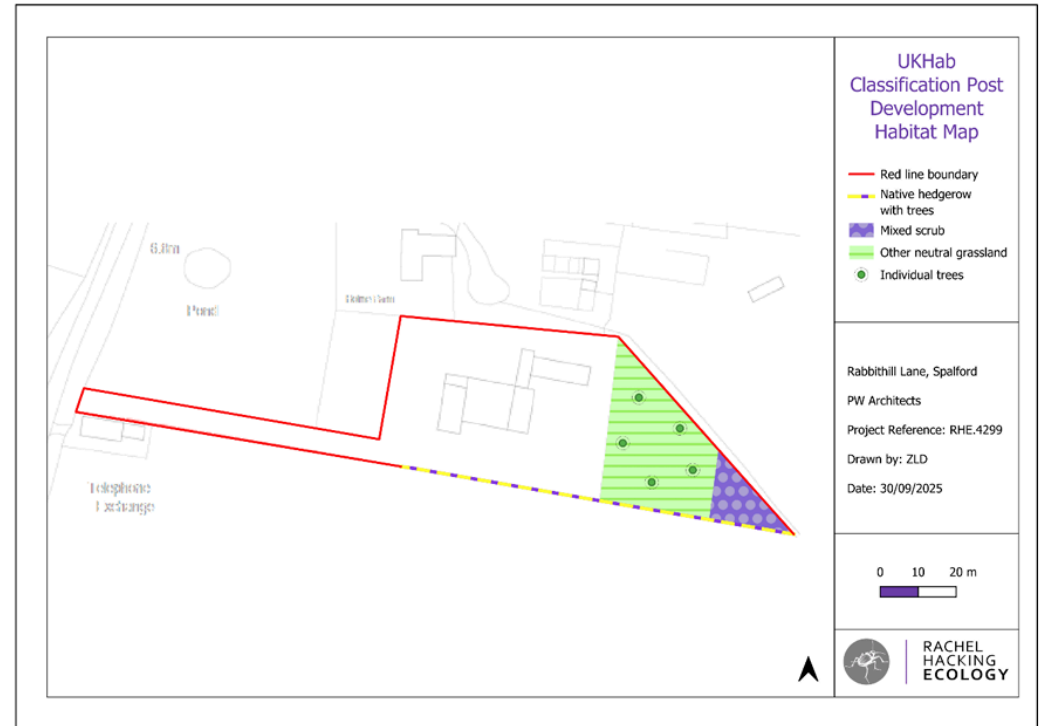 UKHab
Classification Post
Development
Habitat Map
Red line boundary
Native hedgerow
with trees
Mixed scrub
Other neutral grassland
Individual trees
6.8m
Pond
Telephone
Exchange
Rabbithill Lane, Spalford
PW Architects
Project Reference: RHE.4299
Drawn by: ZLD
Date: 30/09/2025
0 10 20 m
RACHEL
HACKING
ECOLOGY